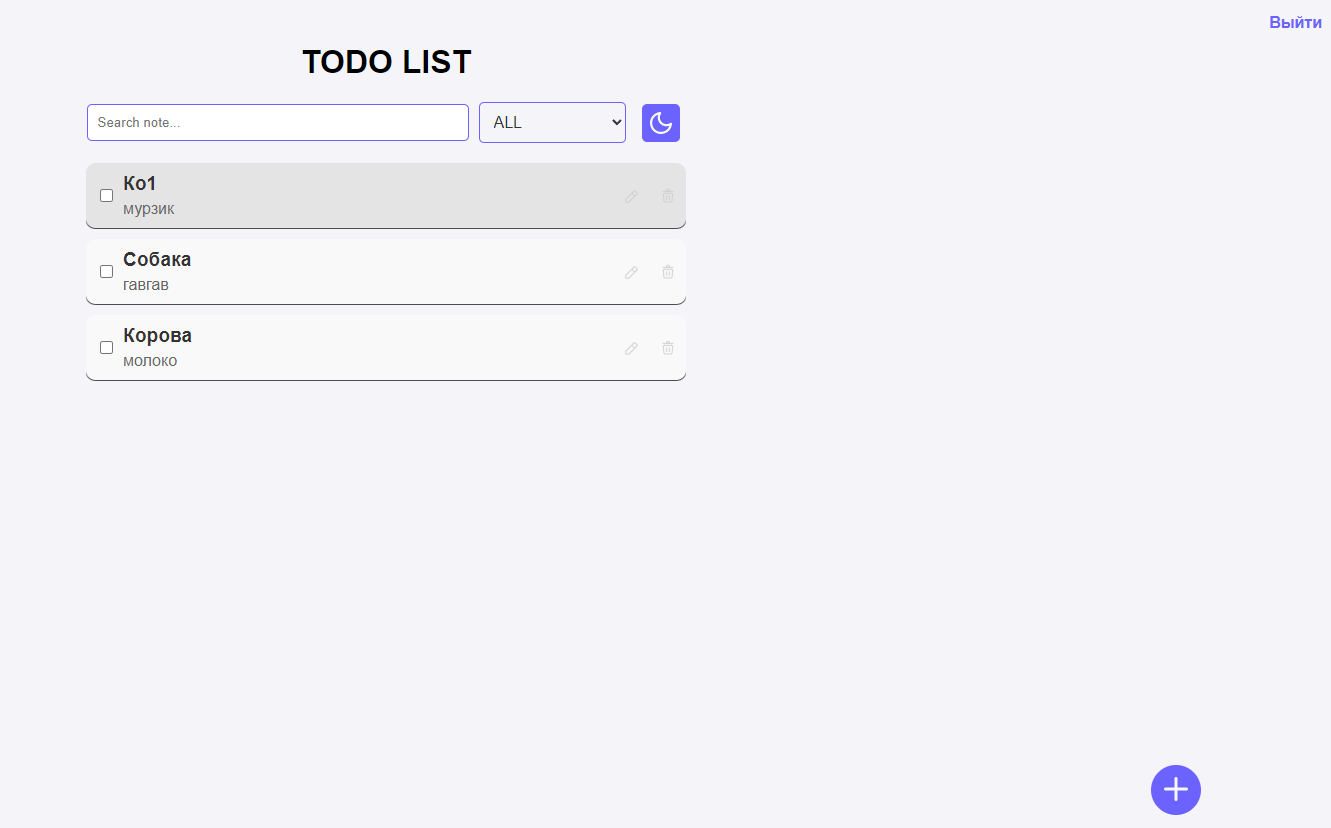 Выйти
TODO LIST
Search note...
ALL
Ко1
мурзик
Собака
гавгав
Корова
молоко